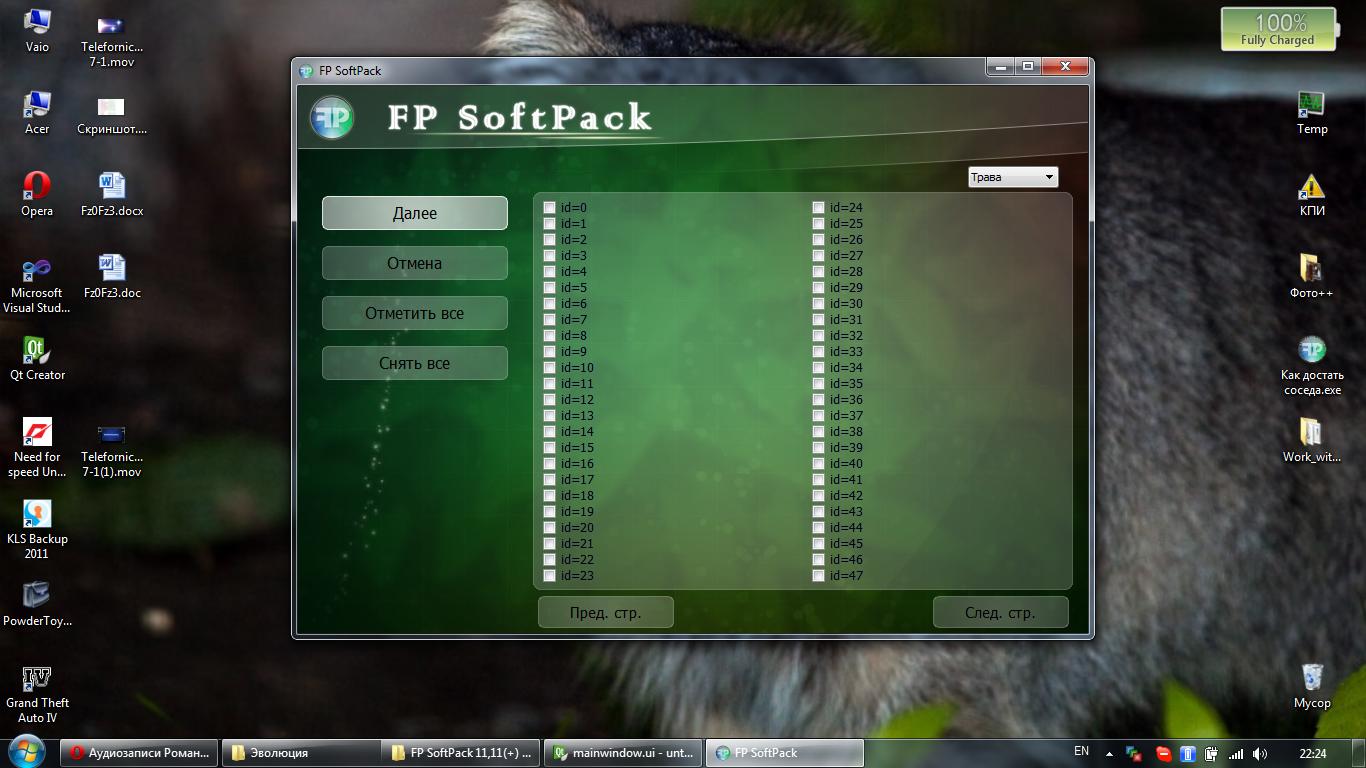 Vaio
Telefornic...
7-1.mov
Acer
Скриншот....
Opera
Fz0Fz3.docx
Microsoft
Visual Stud...
Fz0Fz3.doc
Qt Creator
Need for
speed Un...
Telefornic...
7-1(1).mov
KLS Backup
2011
PowderToy...
Grand Theft
Auto IV
FP SoftPack
FP SoftPack
Трава
Далее
Отмена
Отметить все
Снять все
id=0
id=1
id=2
id=3
id=4
id=5
id=6
id=7
id=8
id=9
id=10
id=11
id=12
id=13
id=14
id=15
id=16
id=17
id=18
id=19
id=20
id=21
id=22
id=23
id=24
id=25
id=26
id=27
id=28
id=29
id=30
id=31
id=32
id=33
id=34
id=35
id=36
id=37
id=38
id=39
id=40
id=41
id=42
id=43
id=44
id=45
id=46
id=47
Пред. стр.
След. стр.
100%
Fully Charged
Temp
КПИ
Фото++
Как достать
соседа.exe
Work_wit...
Мусор
Аудиозаписи Роман...
Эволюция
FP SoftPack 11,11(+) ...
mainwindow.ui - unt...
FP SoftPack
EN
22:24